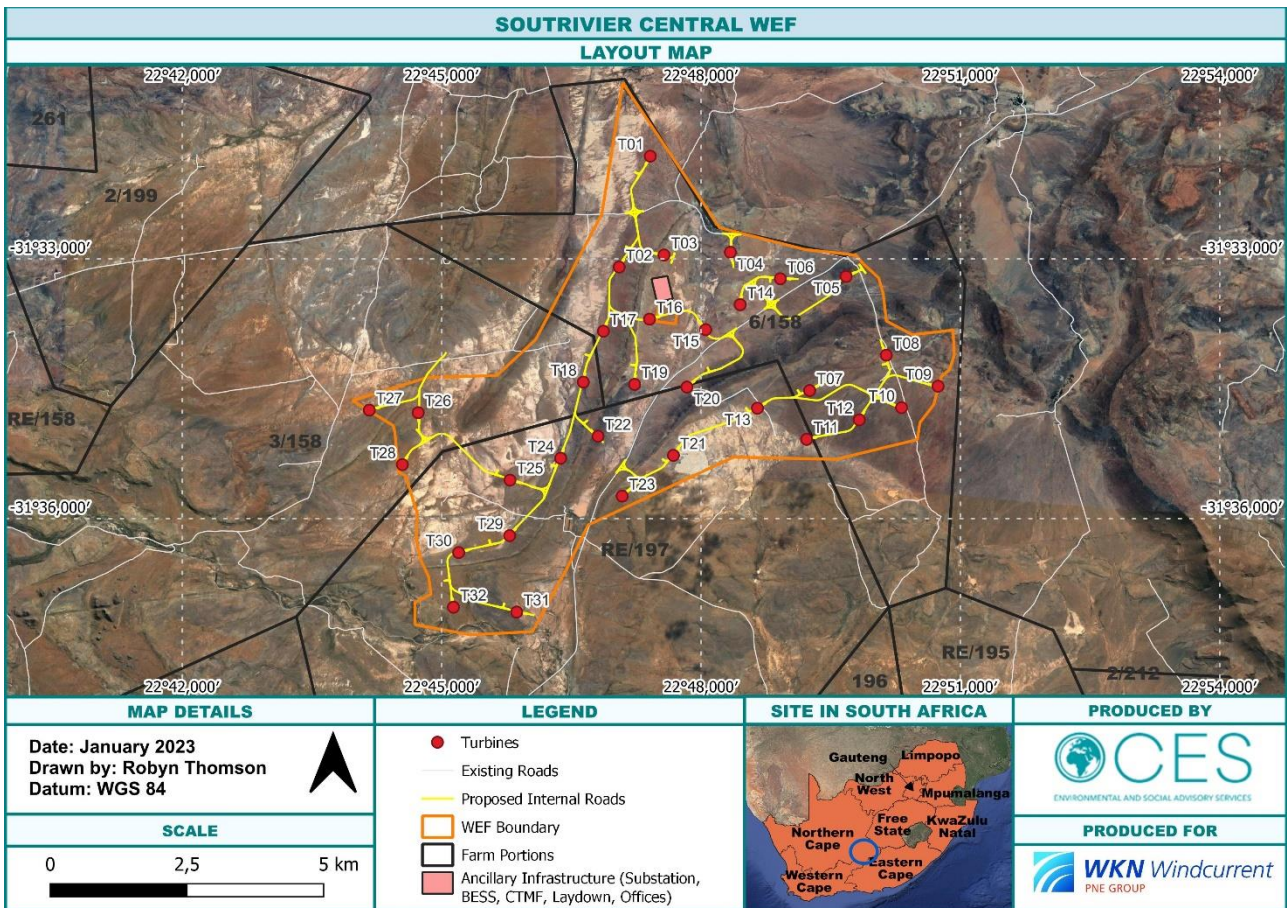 SOUTRIVIER CENTRAL WEF
LAYOUT MAP
22°42,000' 22°45,000' 22°48,000' 22°51,000' 22°54,000'
261
T01
2/199
-31°33,000' -31°33,000'
T02 T03
T04 T06
T05
T14
T16
T17 6/158
T15
T08
T18 T19 T09
T20 T07
T27 T26 T10
RE/158 T13 T12
3/158 T22 T11
T28 T24 T21
T25
T23
-31°36,000' -31°36,000'
T29
T30 RE/197
T32 T31
RE/195
196 2/212
22°42,000' 22°45,000' 22°48,000' 22°51,000' 22°54,000'
MAP DETAILS
Date: January 2023
Drawn by: Robyn Thomson
Datum: WGS 84
SCALE
0 2,5 5 km
LEGEND
Turbines
Existing Roads
Proposed Internal Roads
WEF Boundary
Farm Portions
Ancillary Infrastructure (Substation,
BESS, CTMF, Laydown, Offices)
SITE IN SOUTH AFRICA
Gauteng Limpopo
North
West Mpumalanga
Free
State KwaZulu
Natal
Northern
Cape
Eastern
Cape
Western
Cape
PRODUCED BY
CES
ENVIRONMENTAL AND SOCIAL ADVISORY SERVICES
PRODUCED FOR
WKN Windcurrent
PNE GROUP